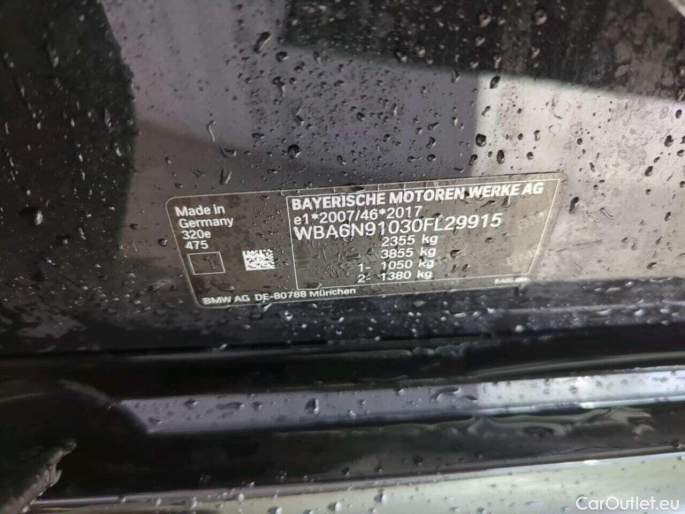 Made in
Germany
320e
475
BAYERISCHE MOTOREN WERKE AG
e1*2007/46*2017
WBA6N91030FL29915
2355 kg
3855 kg
1- 1050 kg
2- 1380 kg
BMW AG DE-80788 München
CarOutlet.eu